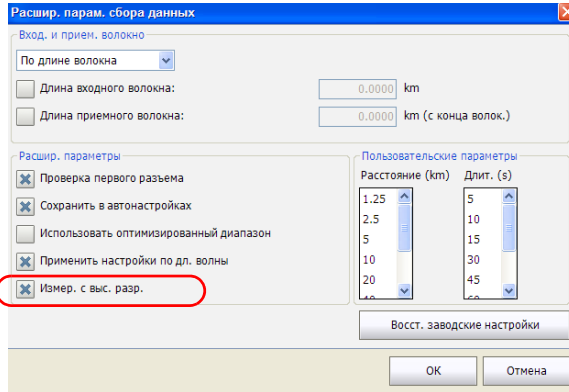 Расшир. парам. сбора данных
Вход. и прием. волокно
По длине волокна
Длина входного волокна: 0.0000 km
Длина приемного волокна: 0.0000 km (с конца волок.)
Расшир. параметры
Проверка первого разъема
Сохранить в автонастройках
Использовать оптимизированный диапазон
Применить настройки по дл. волны
Измер. с выс. разр.
Пользовательские параметры
Расстояние (km) Длит. (s)
1.25 5
2.5 10
5 15
10 30
20 45
Восст. заводские настройки
ОК Отмена